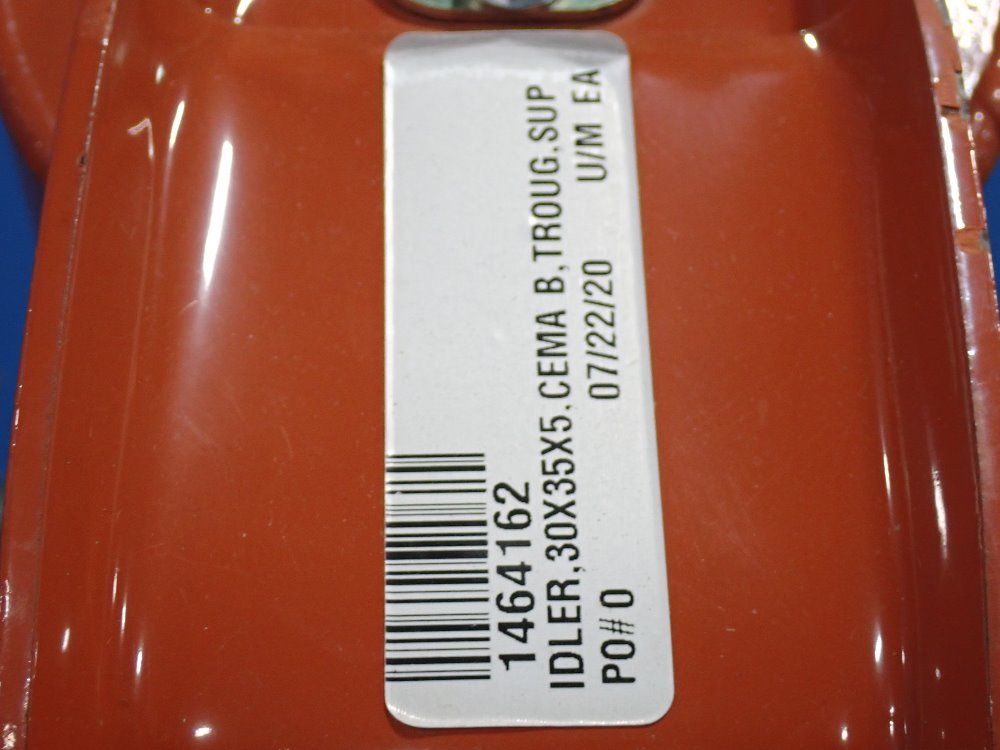 1464162
IDLER,30X35X5,CEMA B,TROUG,SUP
PO# 0 07/22/20 U/M EA